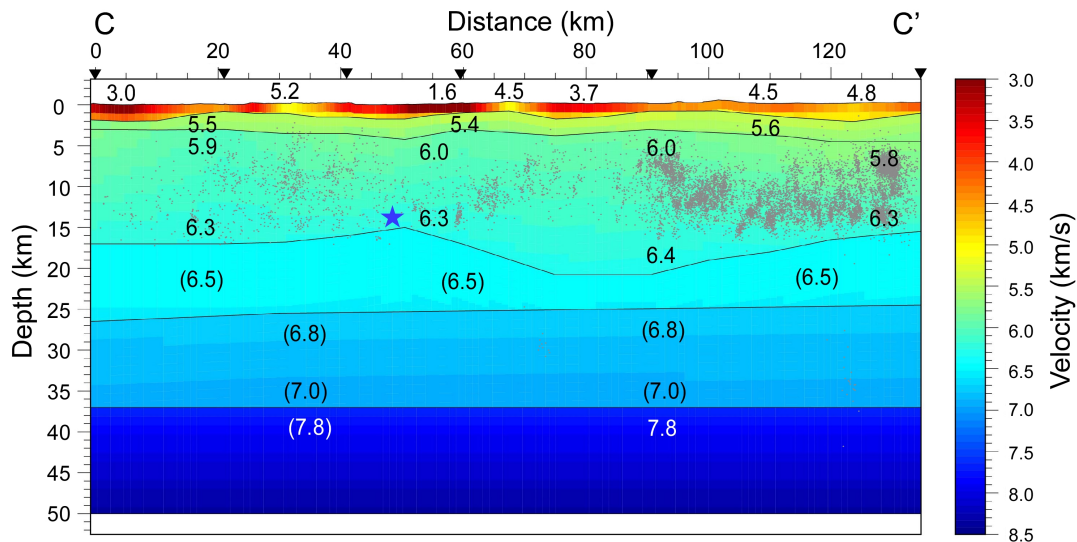 C Distance (km) C’
0 20 40 60 80 100 120
3.0 5.2 1.6 4.5 3.7 4.5 4.8
0
5.5 5.4 5.6
5 5.9 6.0 6.0 5.8
10
15 6.3 6.3 6.3
6.4
20
(6.5) (6.5) (6.5)
25
(6.8) (6.8)
30
35 (7.0) (7.0)
40 (7.8) 7.8
45
50
Depth (km)
3.0
3.5
4.0
4.5
5.0
5.5
6.0
6.5
7.0
7.5
8.0
8.5
Velocity (km/s)